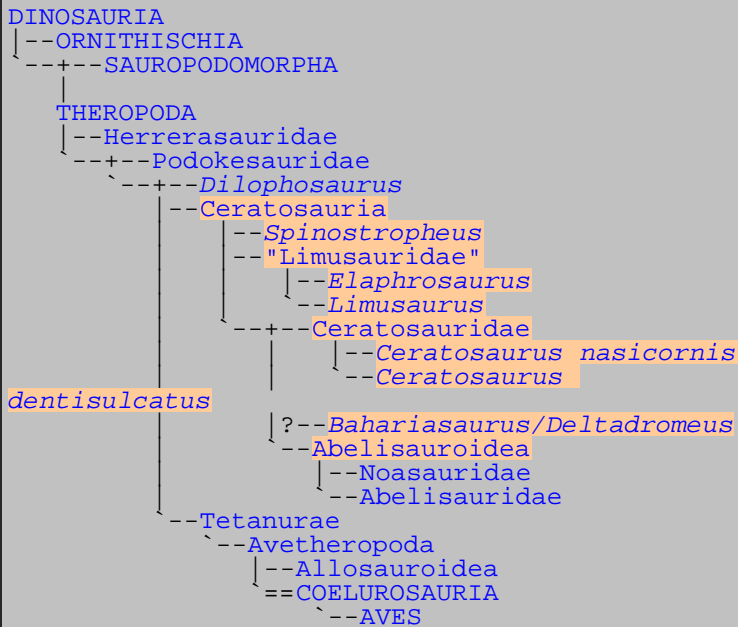 DINOSAURIA
|--ORNITHISCHIA
`--+--SAUROPODOMORPHA
   |
   THEROPODA
   |--Herrerasauridae
   `--+--Podokesauridae
      `--+--Dilophosaurus
         |--Ceratosauria
         |  |--Spinostropheus
         |  |--"Limusauridae"
         |  |  |--Elaphrosaurus
         |  |  `--Limusaurus
         |  `--+--Ceratosauridae
         |     |  |--Ceratosaurus nasicornis
         |     |  `--Ceratosaurus
dentisulcatus
         |     |?--Bahariasaurus/Deltadromeus
         |     `--Abelisauroidea
         |        |--Noasauridae
         |        `--Abelisauridae
         `--Tetanurae
            `--Avetheropoda
               |--Allosauroidea
               `==COELUROSAURIA
                  `--AVES